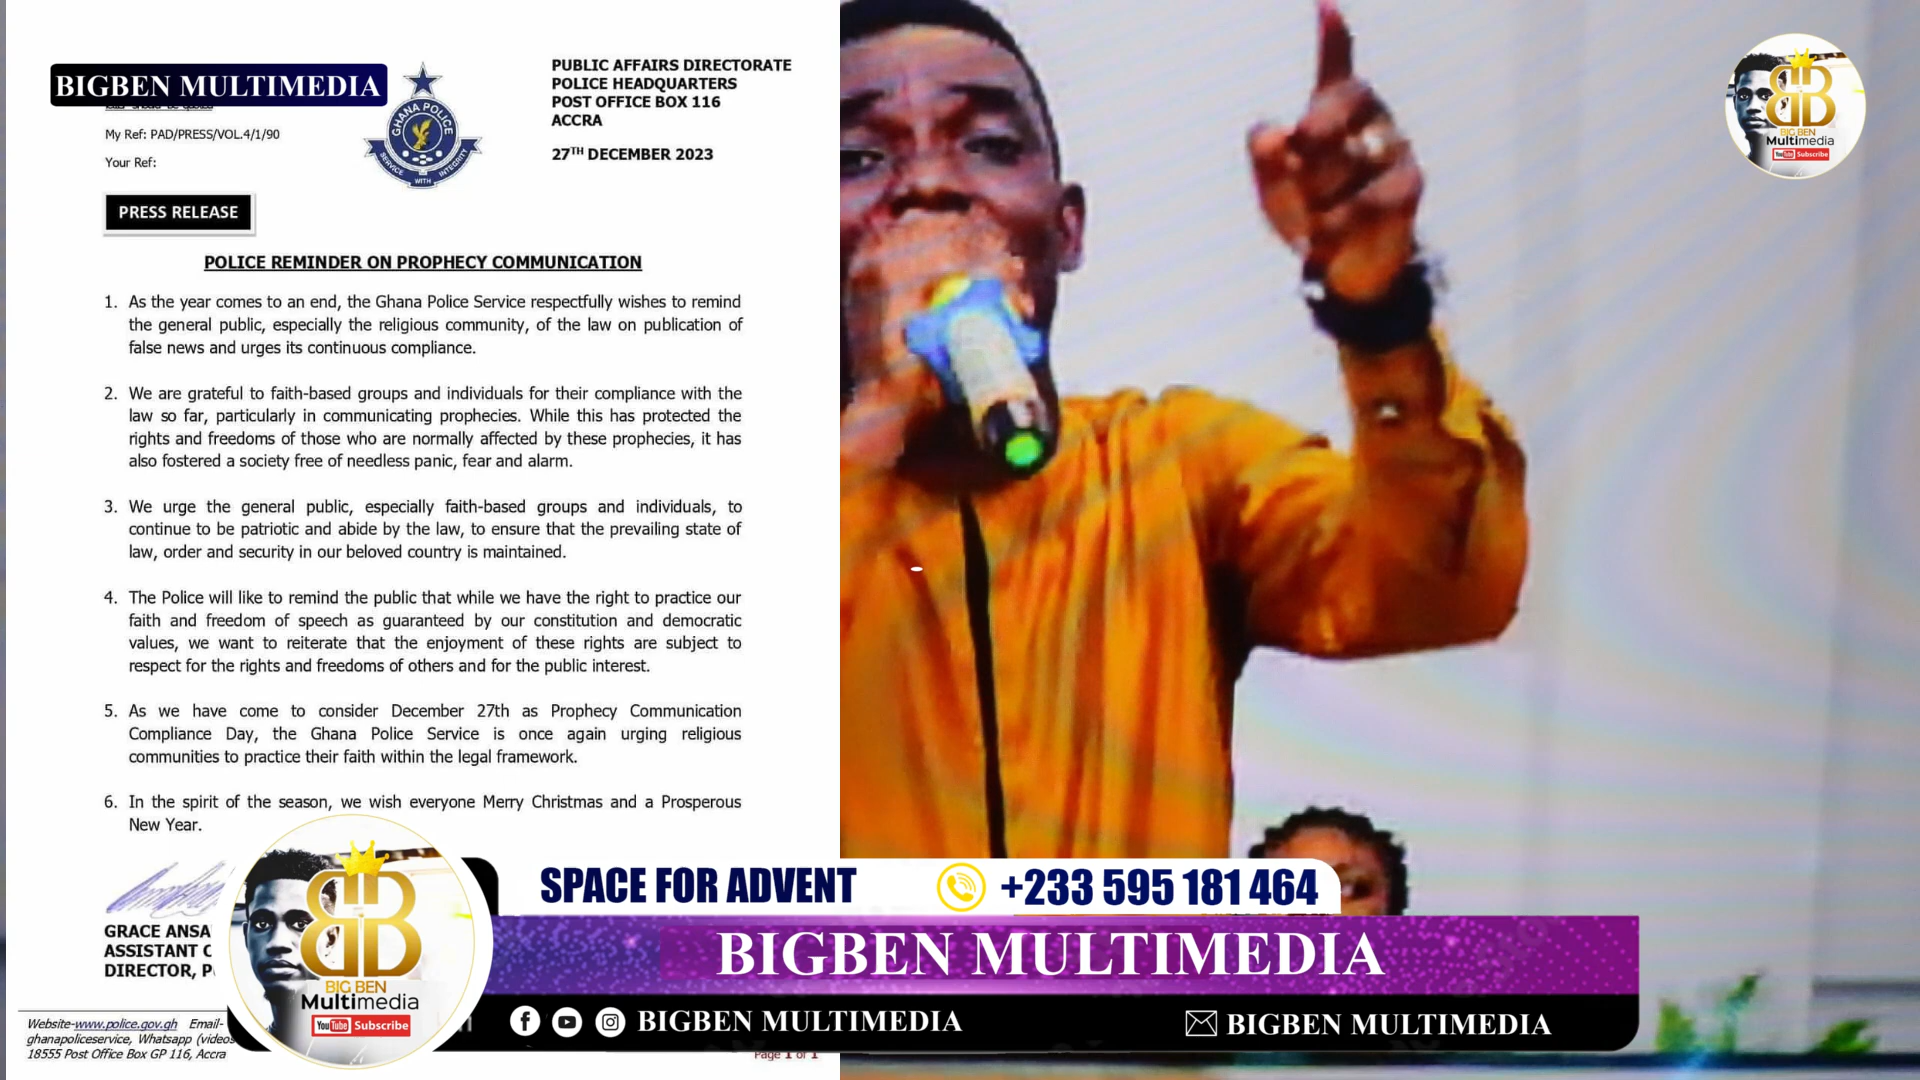 BIGBEN MULTIMEDIA
My Ref: PAD/PRESS/VOL.4/1/90
Your Ref:
GHANA POLICE
SERVICE WITH INTEGRITY
PUBLIC AFFAIRS DIRECTORATE
POLICE HEADQUARTERS
POST OFFICE BOX 116
ACCRA
27TH DECEMBER 2023
PRESS RELEASE
POLICE REMINDER ON PROPHECY COMMUNICATION
1. As the year comes to an end, the Ghana Police Service respectfully wishes to remind
the general public, especially the religious community, of the law on publication of
false news and urges its continuous compliance.
2. We are grateful to faith-based groups and individuals for their compliance with the
law so far, particularly in communicating prophecies. While this has protected the
rights and freedoms of those who are normally affected by these prophecies, it has
also fostered a society free of needless panic, fear and alarm.
3. We urge the general public, especially faith-based groups and individuals, to
continue to be patriotic and abide by the law, to ensure that the prevailing state of
law, order and security in our beloved country is maintained.
4. The Police will like to remind the public that while we have the right to practice our
faith and freedom of speech as guaranteed by our constitution and democratic
values, we want to reiterate that the enjoyment of these rights are subject to
respect for the rights and freedoms of others and for the public interest.
5. As we have come to consider December 27th as Prophecy Communication
Compliance Day, the Ghana Police Service is once again urging religious
communities to practice their faith within the legal framework.
6. In the spirit of the season, we wish everyone Merry Christmas and a Prosperous
New Year.
GRACE ANSA
ASSISTANT C
DIRECTOR, P
Website-www.police.gov.gh Email-
ghanapoliceservice, Whatsapp (videos
18555 Post Office Box GP 116, Accra
Page 1 of 1
BIG BEN
Multimedia
YouTube Subscribe
SPACE FOR ADVENT
+233 595 181 464
BIGBEN MULTIMEDIA
BIGBEN MULTIMEDIA
BIGBEN MULTIMEDIA
BIG BEN
Multimedia
YouTube Subscribe